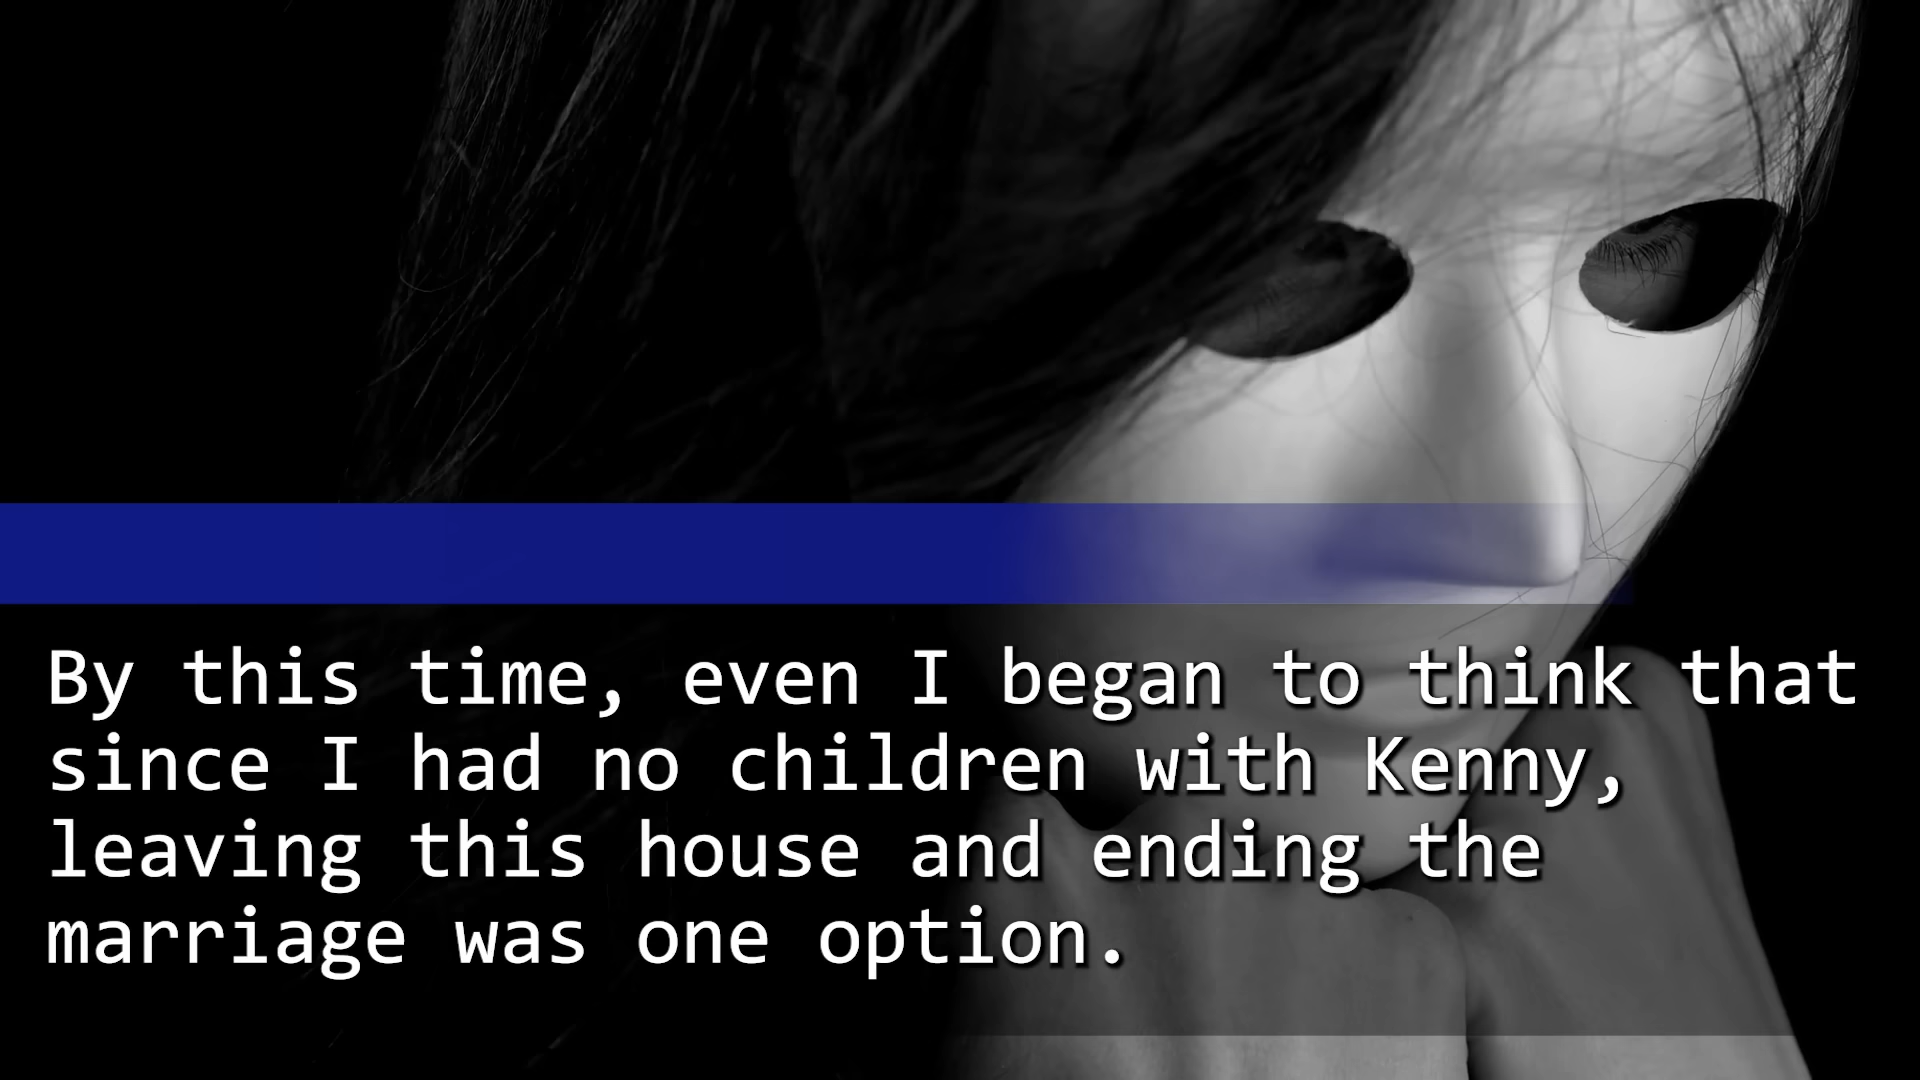 By this time, even I began to think that
since I had no children with Kenny,
leaving this house and ending the
marriage was one option.